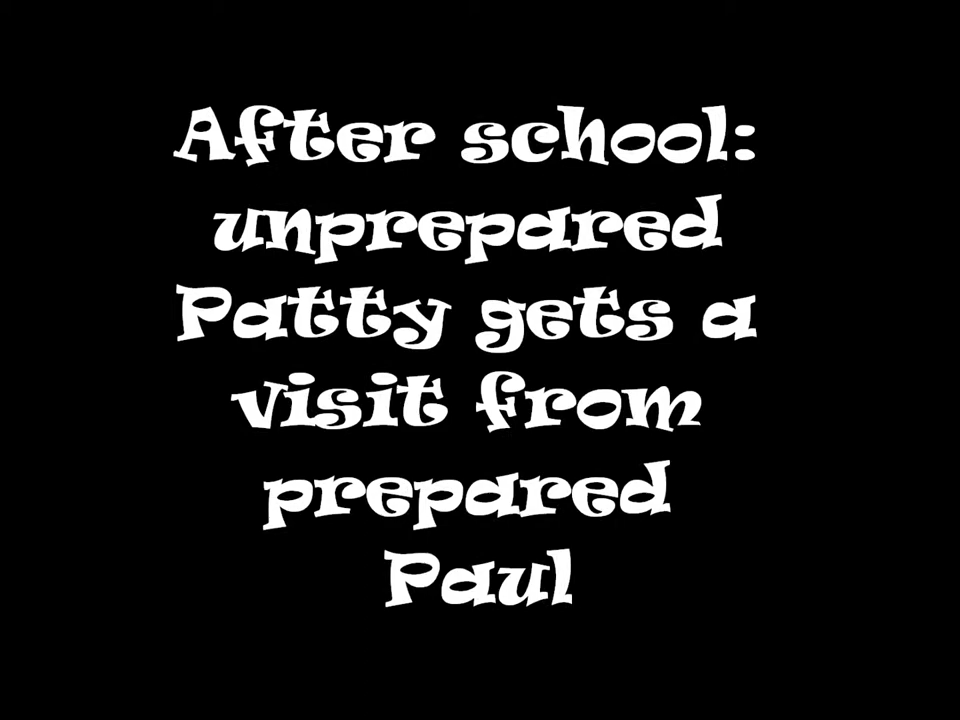 After school:
unprepared
Patty gets a
visit from
prepared
Paul